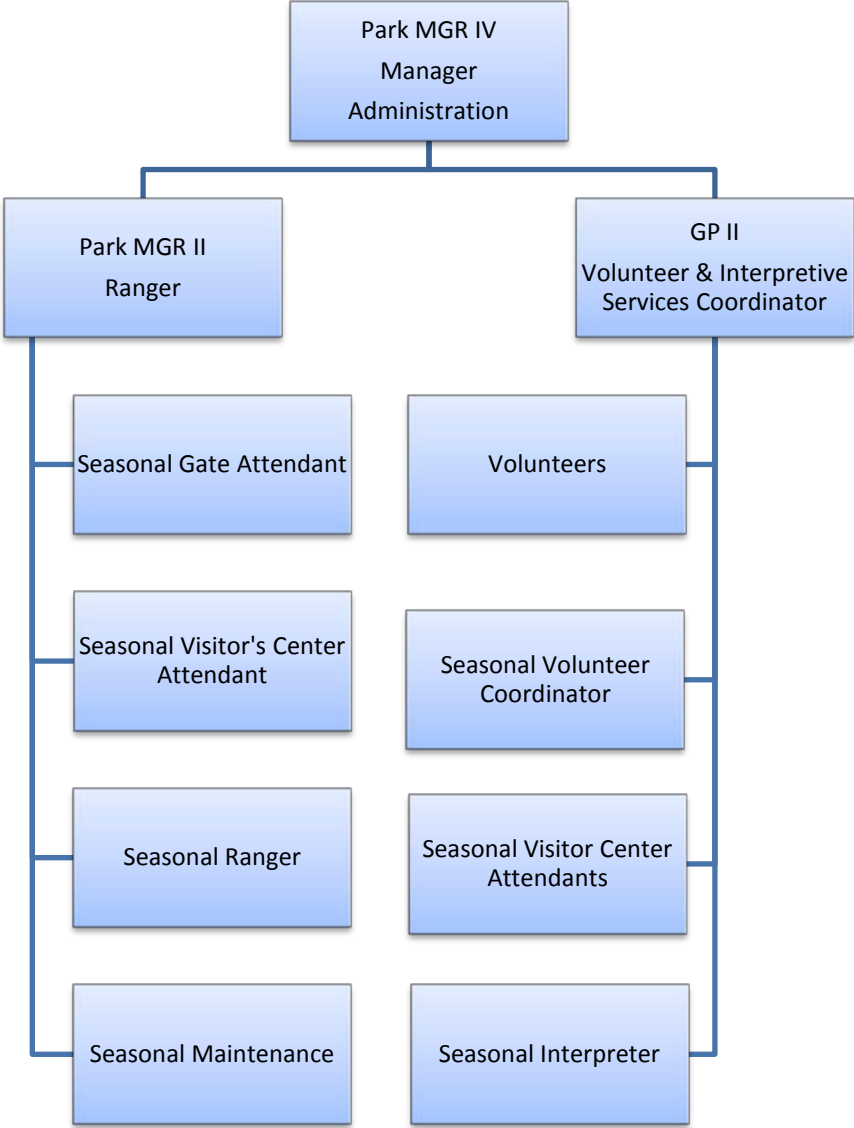 Park MGR IV
Manager
Administration
Park MGR II
Ranger
GP II
Volunteer & Interpretive
Services Coordinator
Seasonal Gate Attendant
Volunteers
Seasonal Visitor's Center
Attendant
Seasonal Volunteer
Coordinator
Seasonal Ranger
Seasonal Visitor Center
Attendants
Seasonal Maintenance
Seasonal Interpreter